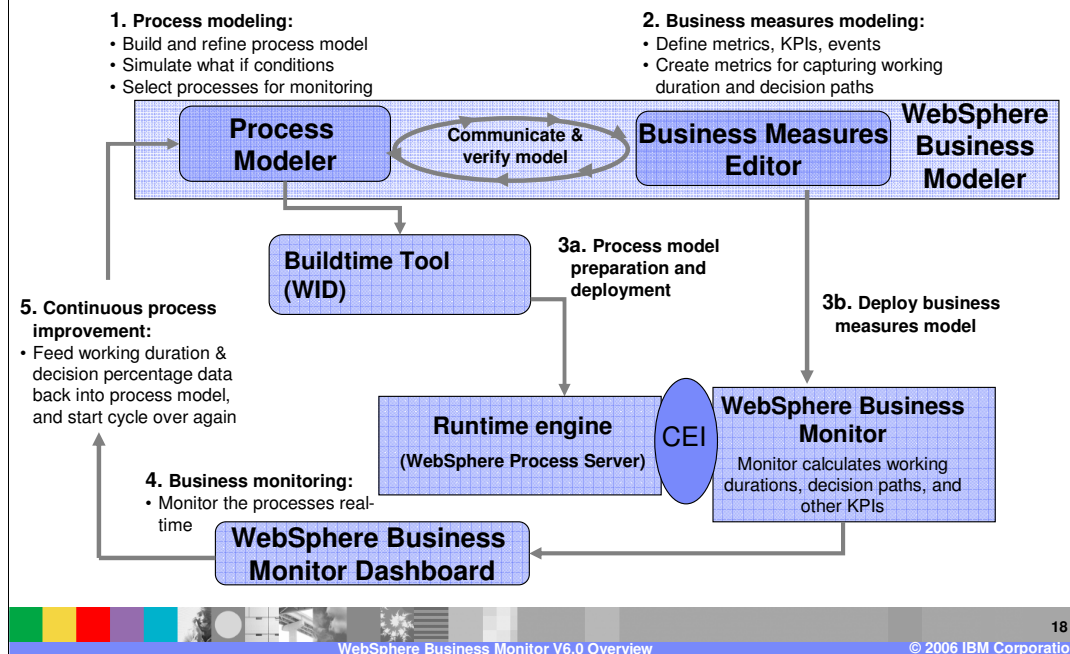 1. Process modeling:
• Build and refine process model
• Simulate what if conditions
• Select processes for monitoring
2. Business measures modeling:
• Define metrics, KPIs, events
• Create metrics for capturing working
duration and decision paths
Process
Modeler
Communicate &
verify model
Business Measures
Editor
WebSphere
Business
Modeler
Buildtime Tool
(WID)
3a. Process model
preparation and
deployment
3b. Deploy business
measures model
5. Continuous process
improvement:
• Feed working duration &
decision percentage data
back into process model,
and start cycle over again
Runtime engine
(WebSphere Process Server)
CEI
WebSphere Business
Monitor
Monitor calculates working
durations, decision paths, and
other KPIs
4. Business monitoring:
• Monitor the processes real-
time
WebSphere Business
Monitor Dashboard
18
WebSphere Business Monitor V6.0 Overview
© 2006 IBM Corporatio